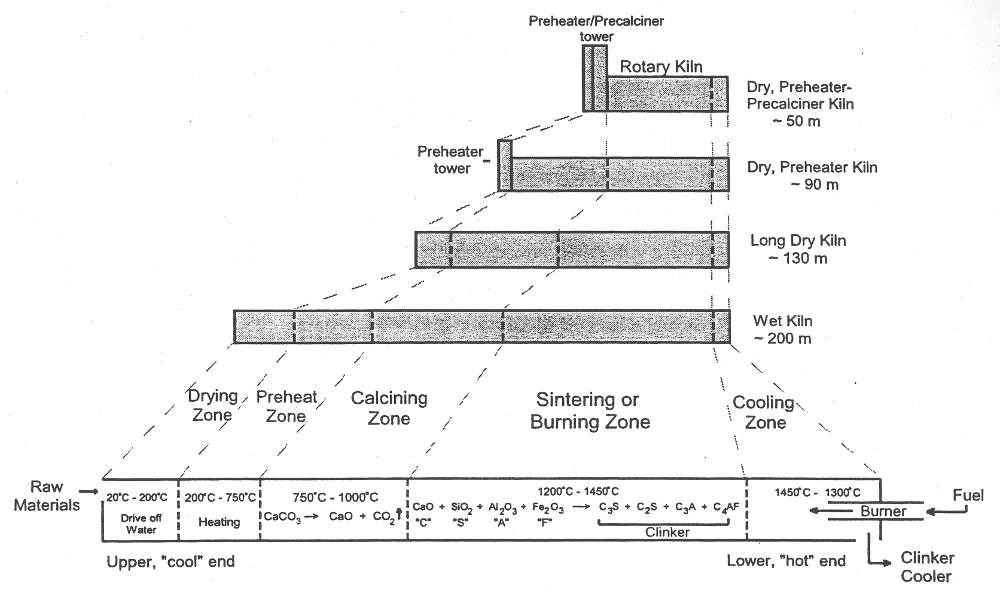 Preheater/Precalciner
tower
Rotary Kiln
Dry, Preheater-
Precalciner Kiln
~ 50 m
Preheater
tower
Dry, Preheater Kiln
~ 90 m
Long Dry Kiln
~ 130 m
Wet Kiln
~ 200 m
Drying
Zone
Preheat
Zone
Calcining
Zone
Sintering or
Burning Zone
Cooling
Zone
Raw
Materials
20°C - 200°C
Drive off
Water
200°C - 750°C
Heating
750°C - 1000°C
CaCO₃ → CaO + CO₂↑
1200°C - 1450°C
CaO + SiO₂ + Al₂O₃ + Fe₂O₃ → C₃S + C₂S + C₃A + C₄AF
"C" "S" "A" "F"
Clinker
1450°C - 1300°C
Burner
Fuel
Upper, "cool" end
Lower, "hot" end
Clinker
Cooler